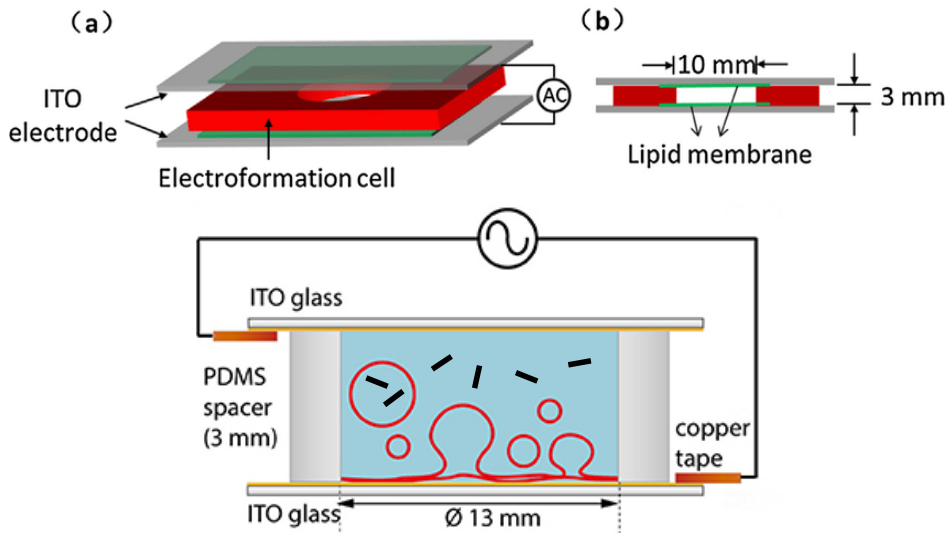 (a)
ITO
electrode
AC
Electroformation cell
(b)
10 mm
3 mm
Lipid membrane
ITO glass
PDMS
spacer
(3 mm)
copper
tape
ITO glass
Ø 13 mm